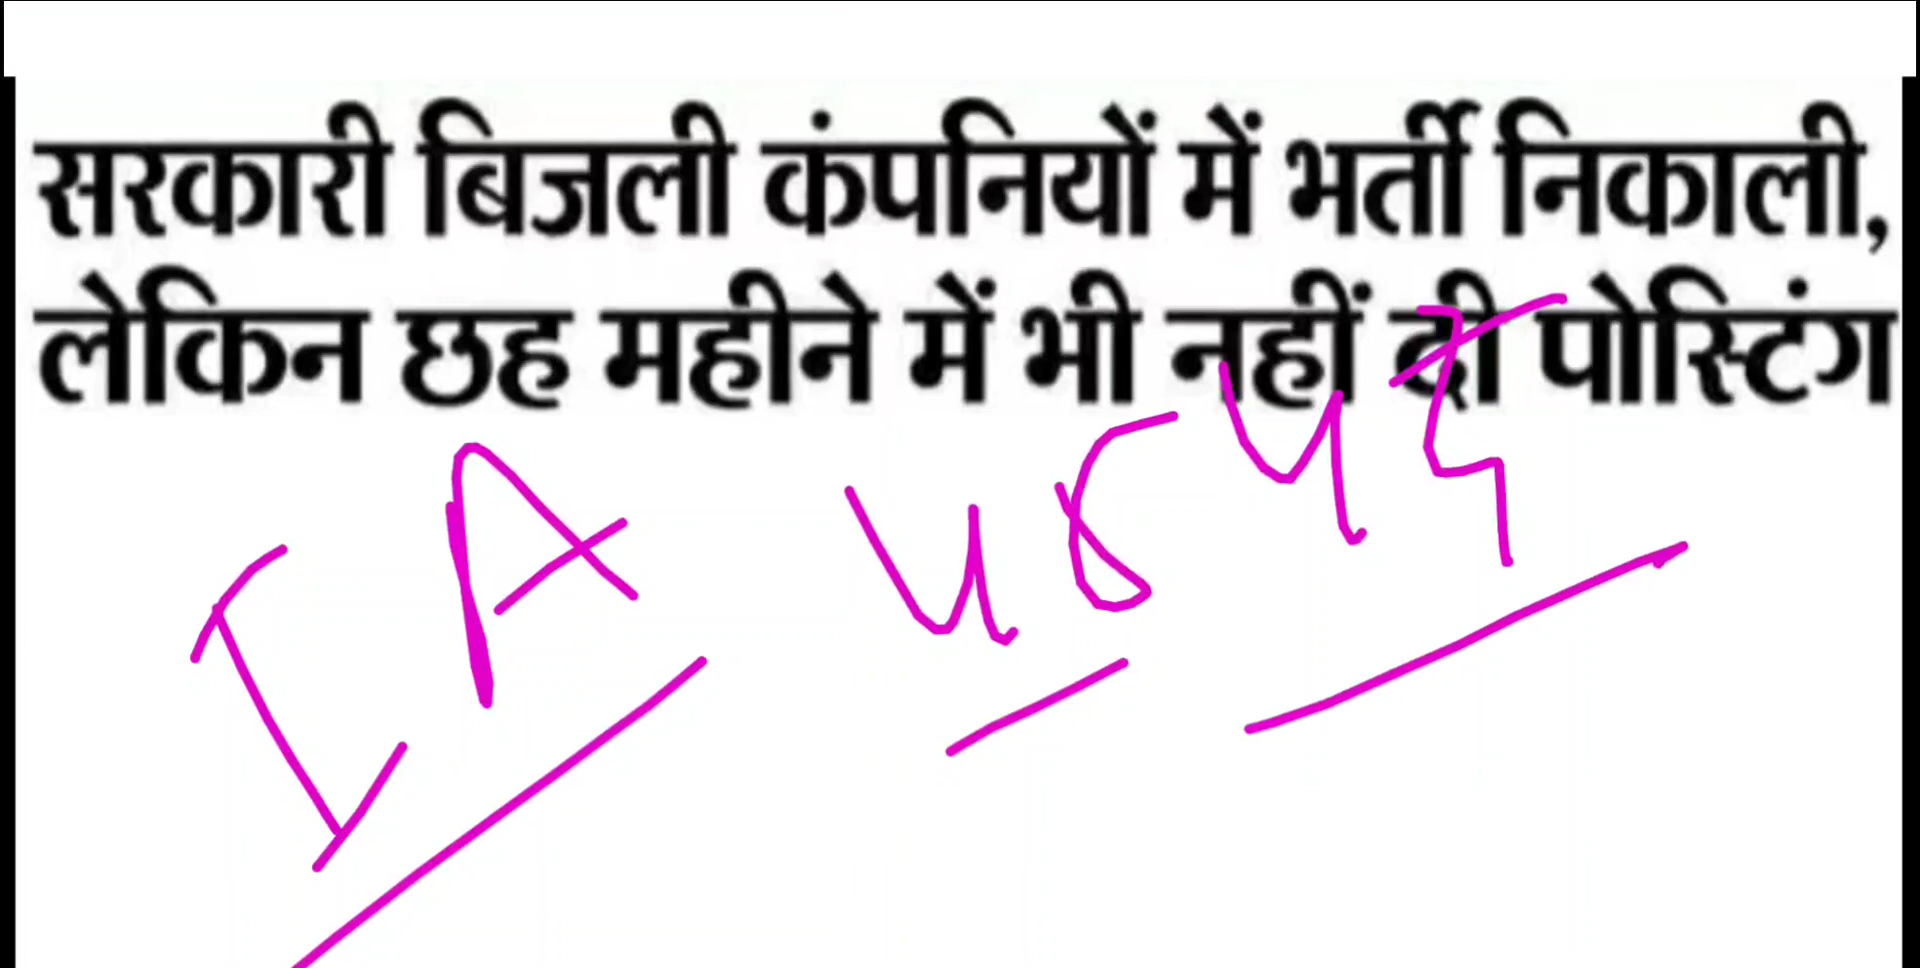 सरकारी बिजली कंपनियों में भर्ती निकाली,
लेकिन छह महीने में भी नहीं दी पोस्टिंग
IA